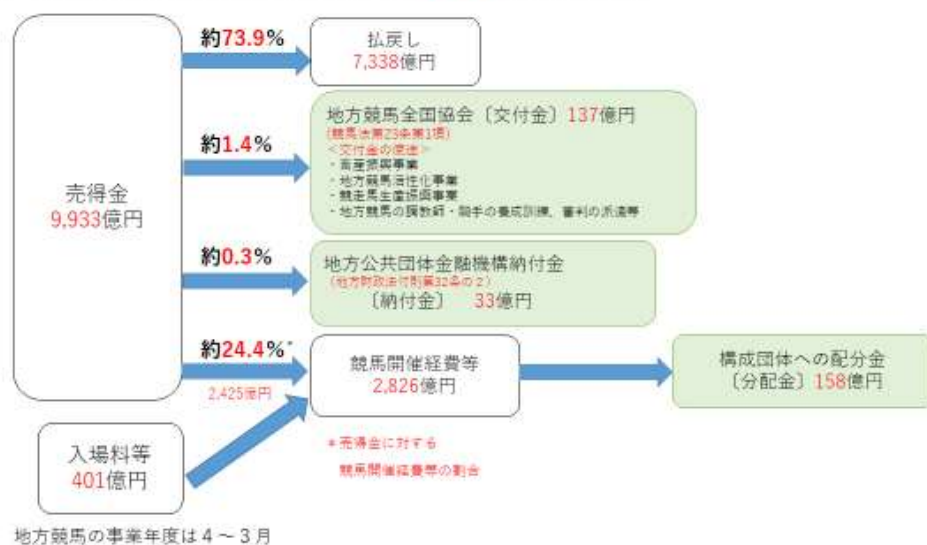 約73.9%
払戻し
7,338億円
地方競馬全国協会〔交付金〕137億円
(競馬法第23条第1項)
＜交付金の使途＞
・畜産振興事業
・地方競馬活性化事業
・競走馬生産振興事業
・地方競馬の調教師・騎手の養成訓練、審判の派遣等
約1.4%
売得金
9,933億円
約0.3%
地方公共団体金融機構納付金
(地方財政法付則第32条の２)
〔納付金〕 33億円
約24.4%*
2,425億円
競馬開催経費等
2,826億円
構成団体への配分金
〔分配金〕158億円
入場料等
401億円
＊売得金に対する
競馬開催経費等の割合
地方競馬の事業年度は４～３月